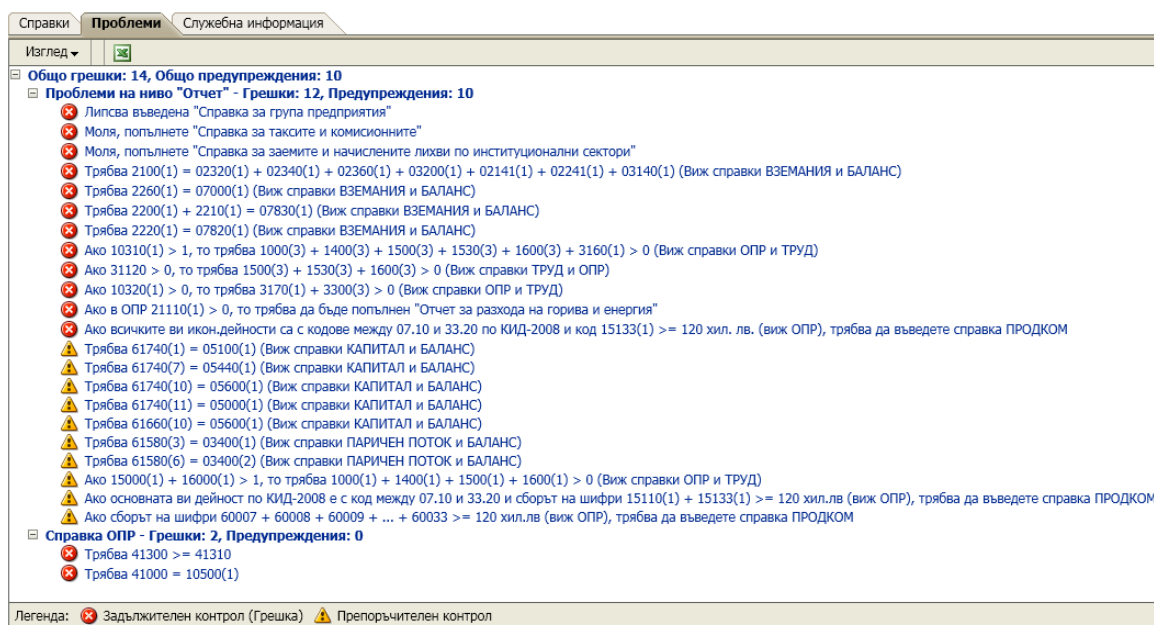 Справки Проблеми Служебна информация
Изглед
Общо грешки: 14, Общо предупреждения: 10
Проблеми на ниво "Отчет" - Грешки: 12, Предупреждения: 10
Липсва въведена "Справка за група предприятия"
Моля, попълнете "Справка за таксите и комисионните"
Моля, попълнете "Справка за заемите и начислените лихви по институционални сектори"
Трябва 2100(1) = 02320(1) + 02340(1) + 02360(1) + 03200(1) + 02141(1) + 02241(1) + 03140(1) (Виж справки ВЗЕМАНИЯ и БАЛАНС)
Трябва 2260(1) = 07000(1) (Виж справки ВЗЕМАНИЯ и БАЛАНС)
Трябва 2200(1) + 2210(1) = 07830(1) (Виж справки ВЗЕМАНИЯ и БАЛАНС)
Трябва 2220(1) = 07820(1) (Виж справки ВЗЕМАНИЯ и БАЛАНС)
Ако 10310(1) > 1, то трябва 1000(3) + 1400(3) + 1500(3) + 1530(3) + 1600(3) + 3160(1) > 0 (Виж справки ОПР и ТРУД)
Ако 31120 > 0, то трябва 1500(3) + 1530(3) + 1600(3) > 0 (Виж справки ТРУД и ОПР)
Ако 10320(1) > 0, то трябва 3170(1) + 3300(3) > 0 (Виж справки ОПР и ТРУД)
Ако в ОПР 21110(1) > 0, то трябва да бъде попълнен "Отчет за разхода на горива и енергия"
Ако всичките ви икон.дейности са с кодове между 07.10 и 33.20 по КИД-2008 и код 15133(1) >= 120 хил. лв. (виж ОПР), трябва да въведете справка ПРОДКОМ
Трябва 61740(1) = 05100(1) (Виж справки КАПИТАЛ и БАЛАНС)
Трябва 61740(7) = 05440(1) (Виж справки КАПИТАЛ и БАЛАНС)
Трябва 61740(10) = 05600(1) (Виж справки КАПИТАЛ и БАЛАНС)
Трябва 61740(11) = 05000(1) (Виж справки КАПИТАЛ и БАЛАНС)
Трябва 61660(10) = 05600(1) (Виж справки КАПИТАЛ и БАЛАНС)
Трябва 61580(3) = 03400(1) (Виж справки ПАРИЧЕН ПОТОК и БАЛАНС)
Трябва 61580(6) = 03400(2) (Виж справки ПАРИЧЕН ПОТОК и БАЛАНС)
Ако 15000(1) + 16000(1) > 1, то трябва 1000(1) + 1400(1) + 1500(1) + 1600(1) > 0 (Виж справки ОПР и ТРУД)
Ако основната ви дейност по КИД-2008 е с код между 07.10 и 33.20 и сборът на шифри 15110(1) + 15133(1) >= 120 хил.лв (виж ОПР), трябва да въведете справка ПРОДКОМ
Ако сборът на шифри 60007 + 60008 + 60009 + ... + 60033 >= 120 хил.лв (виж ОПР), трябва да въведете справка ПРОДКОМ
Справка ОПР - Грешки: 2, Предупреждения: 0
Трябва 41300 >= 41310
Трябва 41000 = 10500(1)
Легенда: Задължителен контрол (Грешка) Препоръчителен контрол